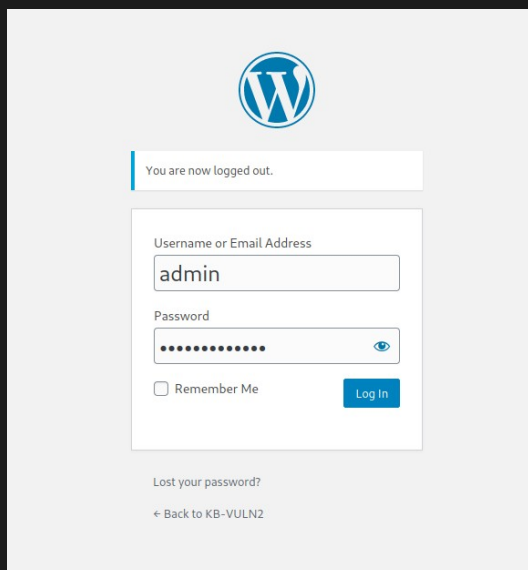 You are now logged out.
Username or Email Address
admin
Password
•••••••••••••
Remember Me
Log In
Lost your password?
← Back to KB-VULN2